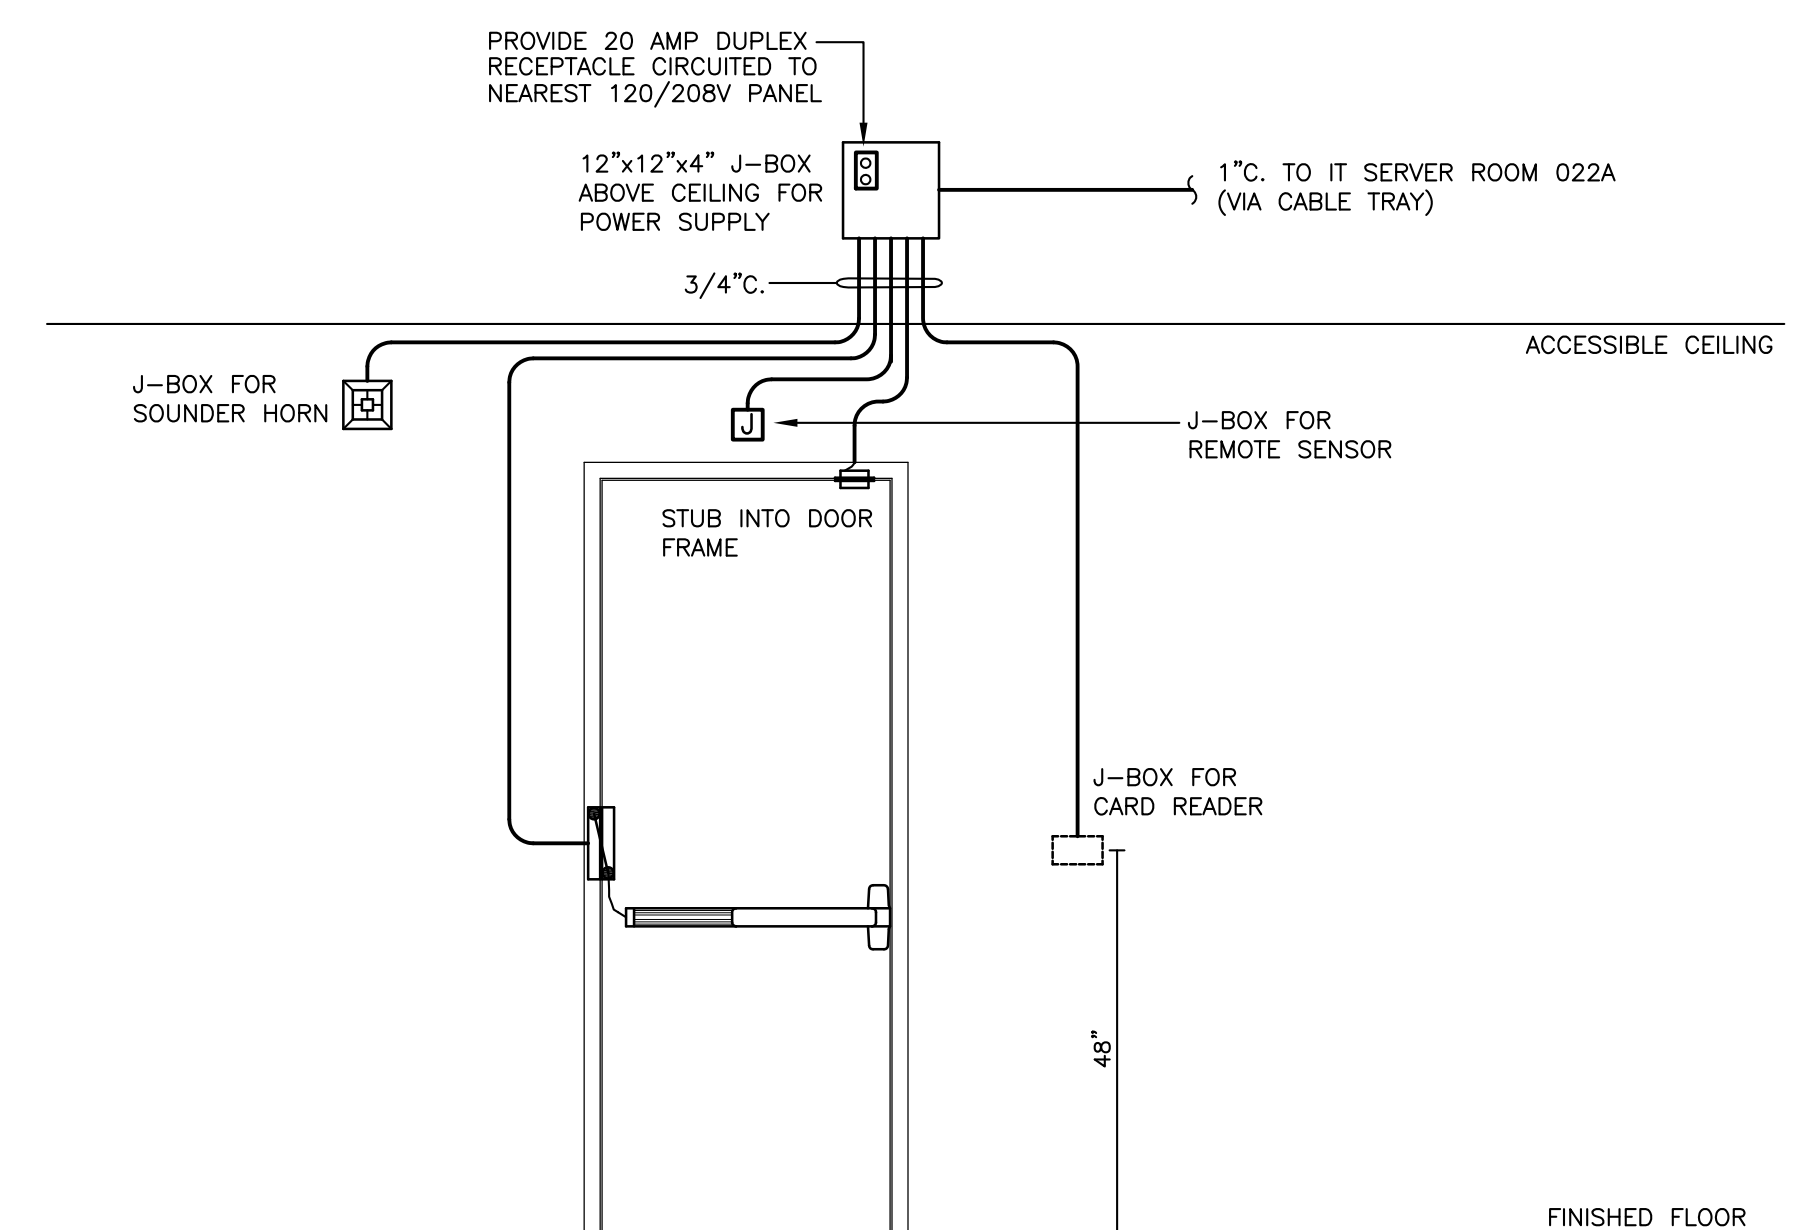 PROVIDE 20 AMP DUPLEX
RECEPTACLE CIRCUITED TO
NEAREST 120/208V PANEL
12"x12"x4" J-BOX
ABOVE CEILING FOR
POWER SUPPLY
1"C. TO IT SERVER ROOM 022A
(VIA CABLE TRAY)
3/4"C.
ACCESSIBLE CEILING
J-BOX FOR
SOUNDER HORN
J
J-BOX FOR
REMOTE SENSOR
STUB INTO DOOR
FRAME
J-BOX FOR
CARD READER
48"
FINISHED FLOOR